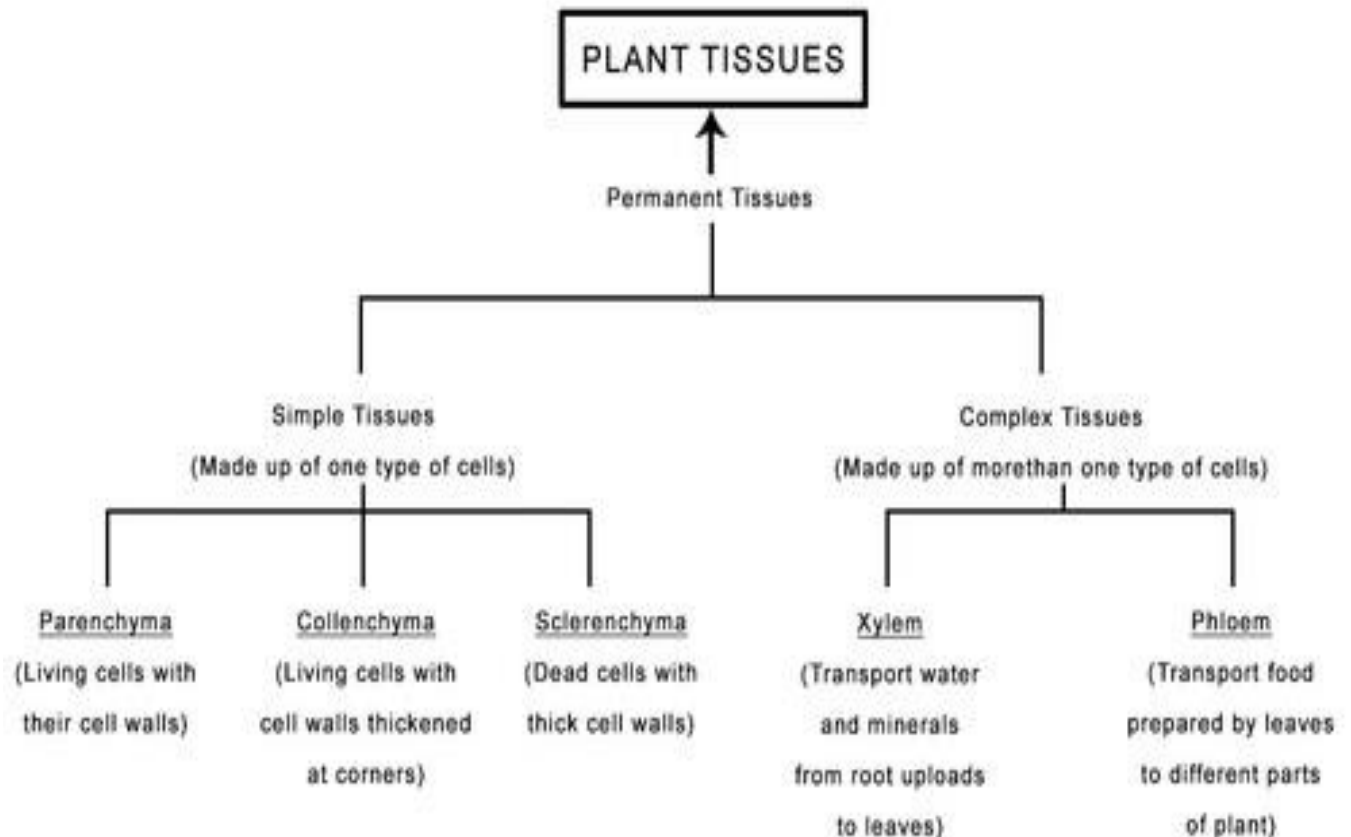 PLANT TISSUES
Permanent Tissues
Simple Tissues
(Made up of one type of cells)
Complex Tissues
(Made up of morethan one type of cells)
Parenchyma
(Living cells with
their cell walls)
Collenchyma
(Living cells with
cell walls thickened
at corners)
Sclerenchyma
(Dead cells with
thick cell walls)
Xylem
(Transport water
and minerals
from root uploads
to leaves)
Phloem
(Transport food
prepared by leaves
to different parts
of plant)